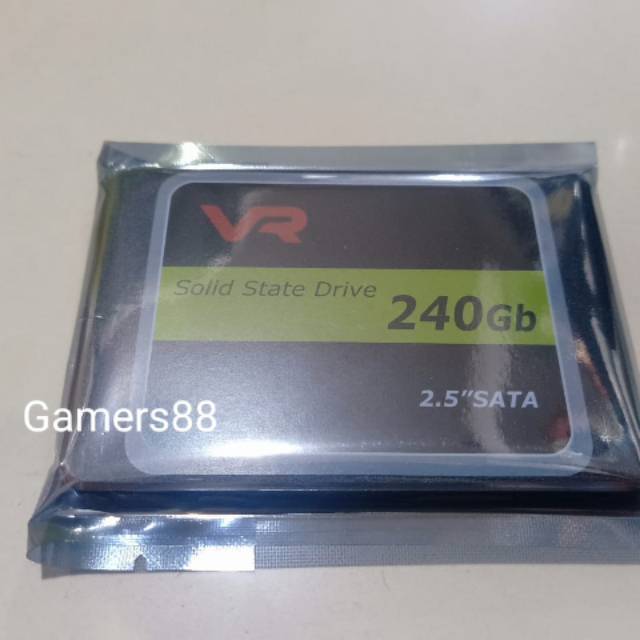 VR
Solid State Drive
240Gb
2.5"SATA
Gamers88